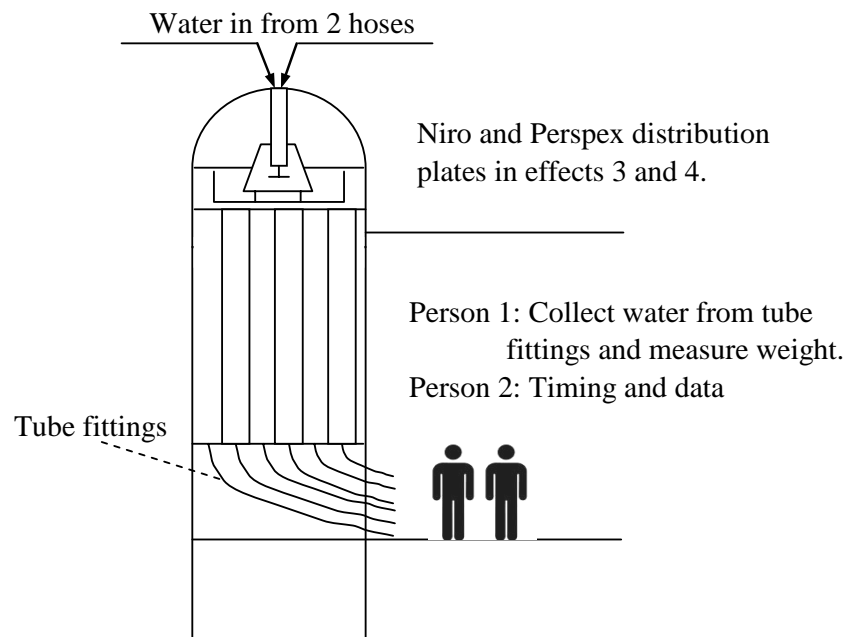 Water in from 2 hoses
Niro and Perspex distribution
plates in effects 3 and 4.
Person 1: Collect water from tube
fittings and measure weight.
Person 2: Timing and data
Tube fittings